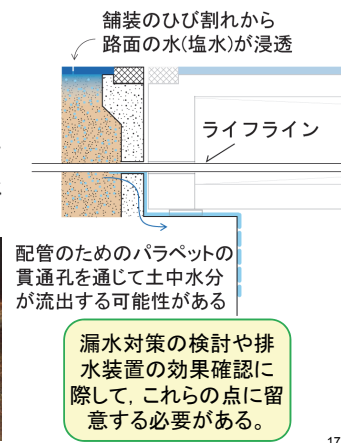 舗装のひび割れから
路面の水(塩水)が浸透
ライフライン
配管のためのパラペットの
貫通孔を通じて土中水分
が流出する可能性がある
漏水対策の検討や排
水装置の効果確認に
際して，これらの点に留
意する必要がある。
17